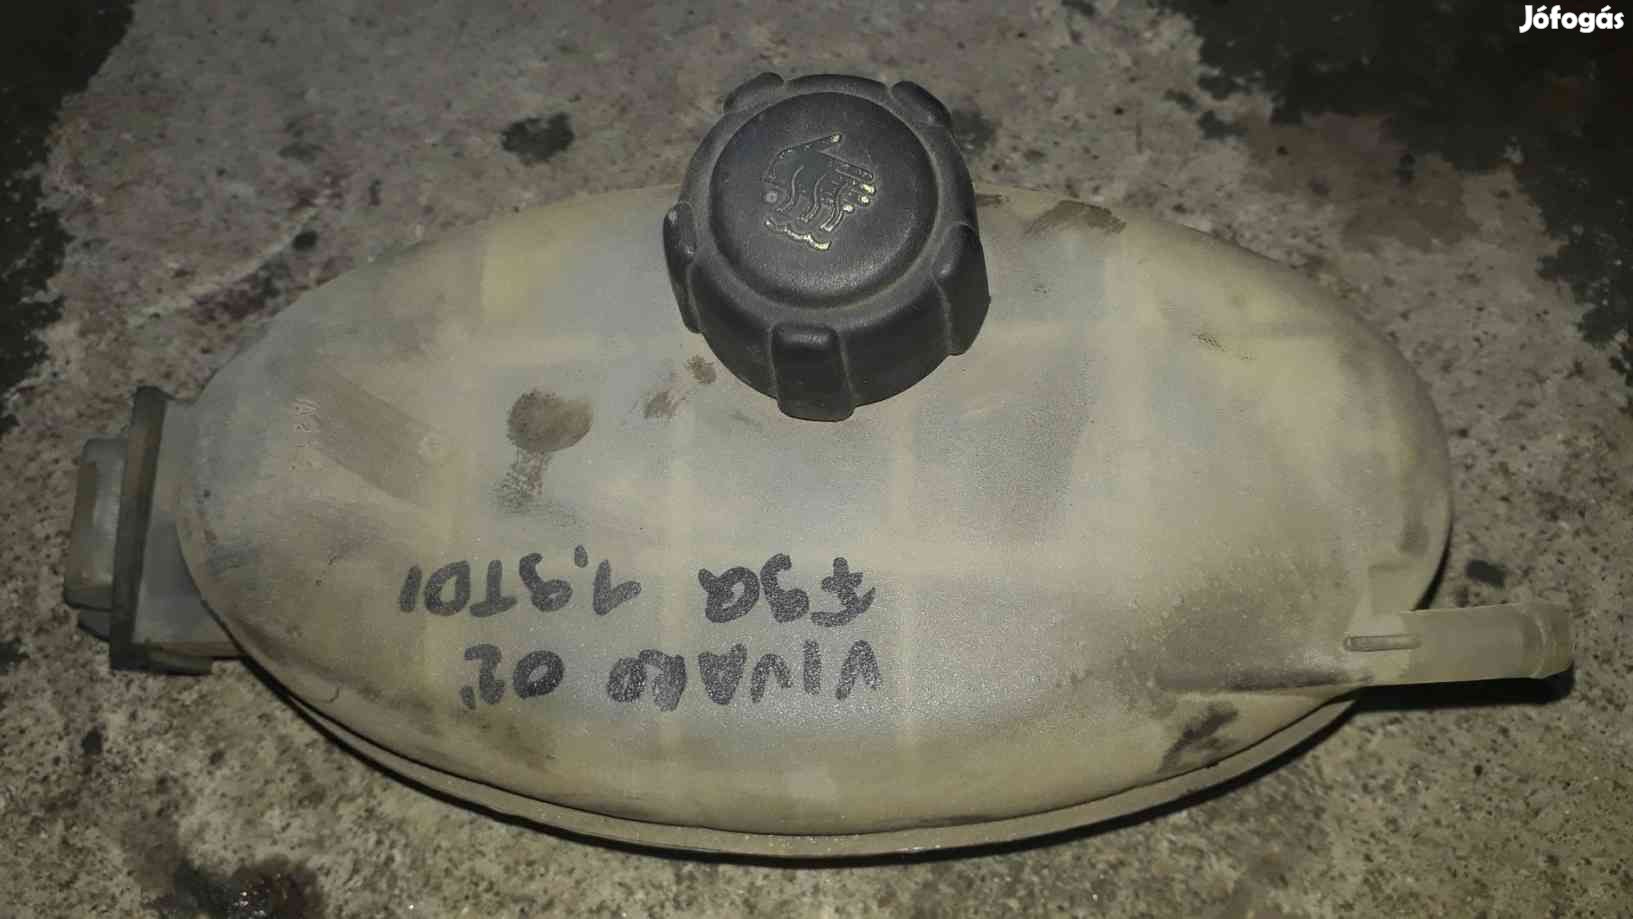 Jófogás
VIVARO 02'
F9Q 1,9TDI